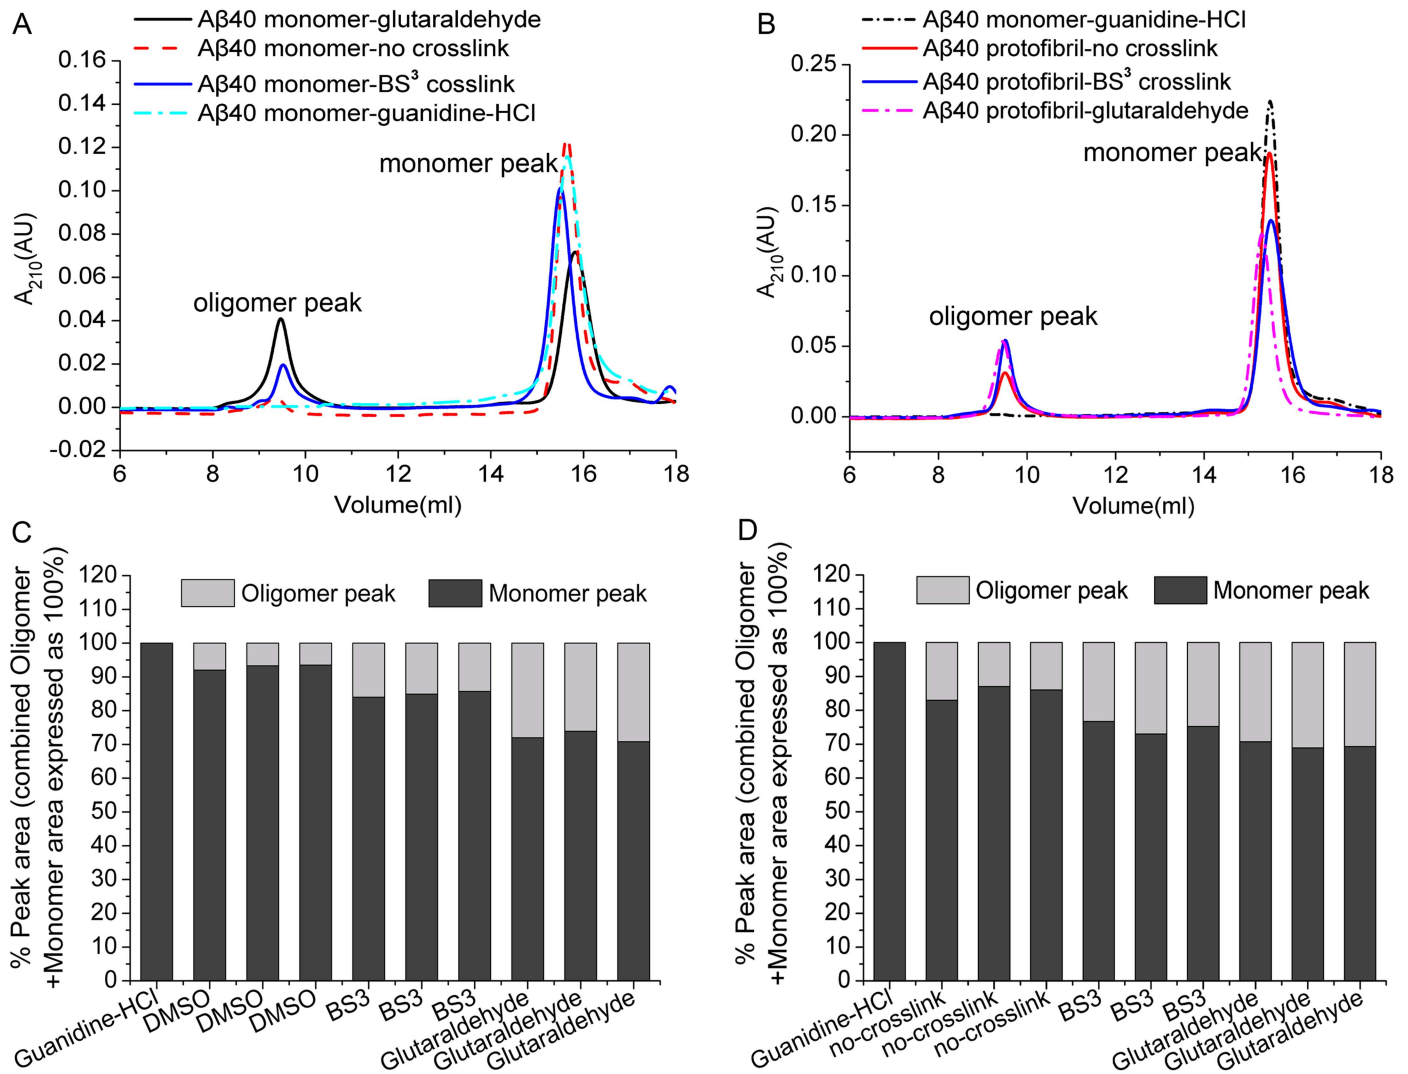 A
Aβ40 monomer-glutaraldehyde
Aβ40 monomer-no crosslink
Aβ40 monomer-BS³ cosslink
Aβ40 monomer-guanidine-HCl
0.16
0.14
0.12
0.10
0.08
0.06
0.04
0.02
0.00
-0.02
A210(AU)
monomer peak
oligomer peak
6 8 10 12 14 16 18
Volume(ml)
B
Aβ40 monomer-guanidine-HCl
Aβ40 protofibril-no crosslink
Aβ40 protofibril-BS³ crosslink
Aβ40 protofibril-glutaraldehyde
0.25
0.20
0.15
0.10
0.05
0.00
A210(AU)
monomer peak
oligomer peak
6 8 10 12 14 16 18
Volume(ml)
C
% Peak area (combined Oligomer
+Monomer area expressed as 100%)
120
110
100
90
80
70
60
50
40
30
20
10
0
Oligomer peak
Monomer peak
Guanidine-HCl
DMSO
DMSO
DMSO
BS3
BS3
BS3
Glutaraldehyde
Glutaraldehyde
Glutaraldehyde
D
% Peak area (combined Oligomer
+Monomer area expressed as 100%)
120
110
100
90
80
70
60
50
40
30
20
10
0
Oligomer peak
Monomer peak
Guanidine-HCl
no-crosslink
no-crosslink
no-crosslink
BS3
BS3
BS3
Glutaraldehyde
Glutaraldehyde
Glutaraldehyde